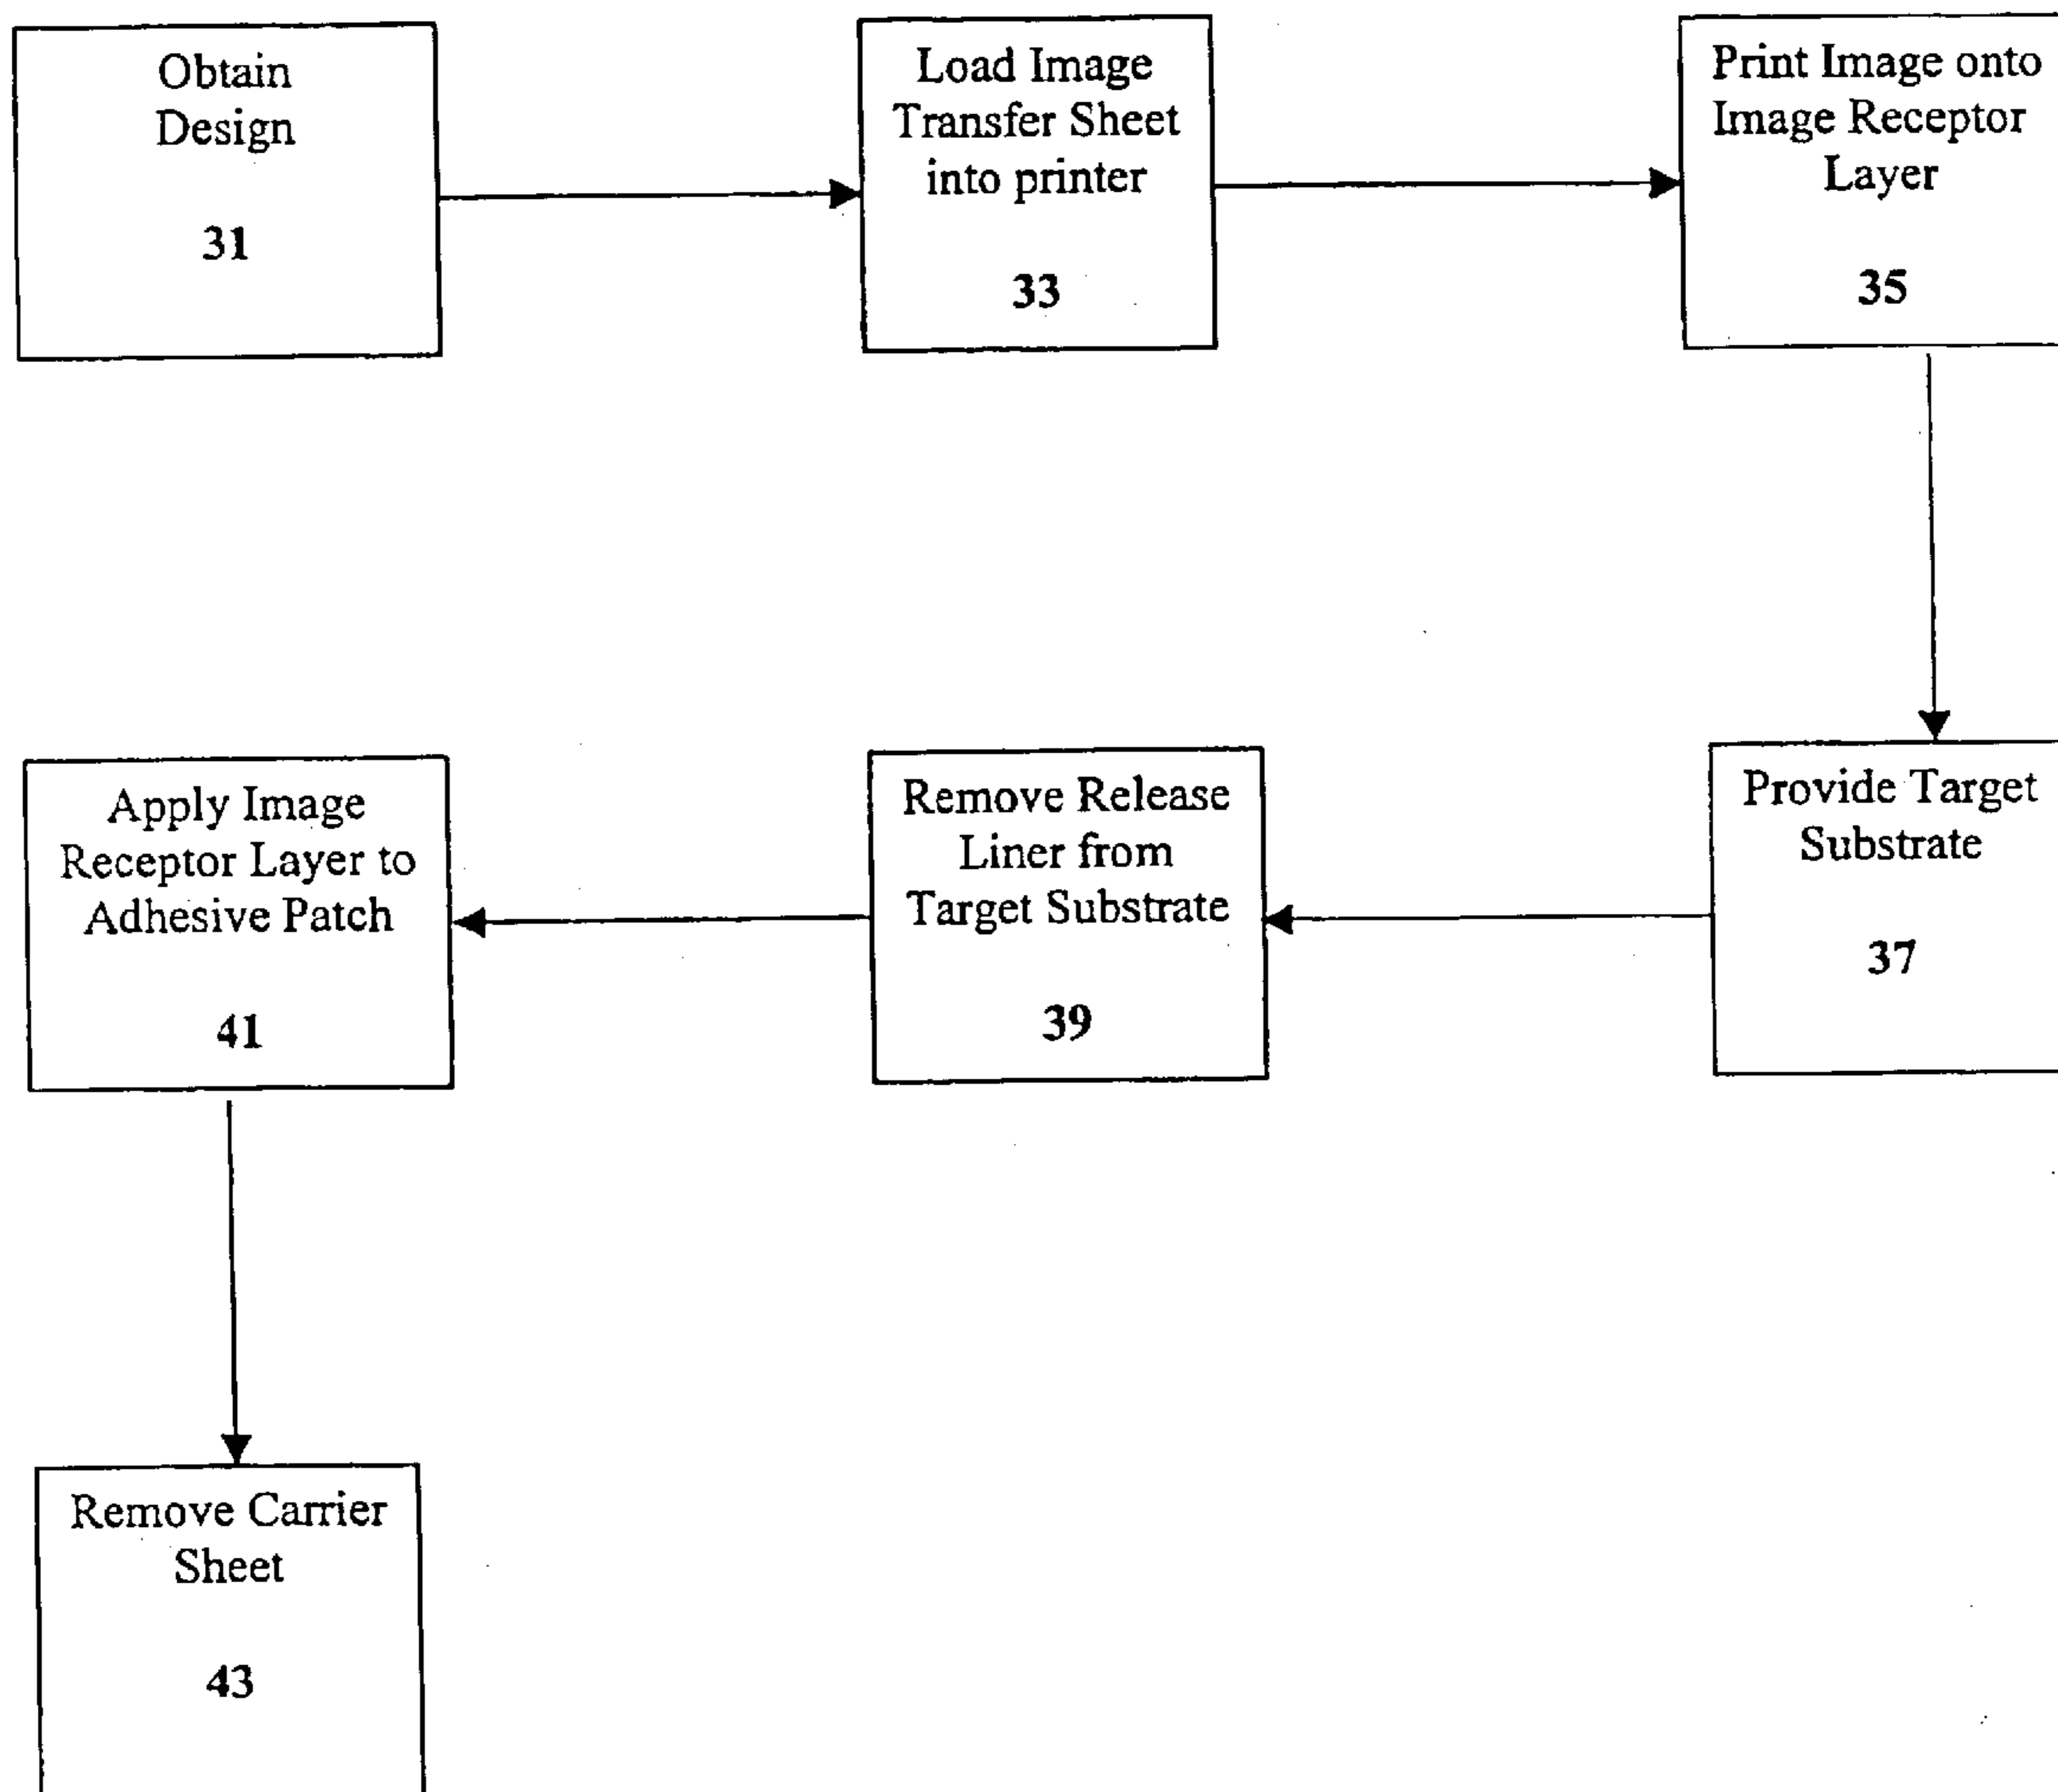 Obtain
Design
31
Load Image
Transfer Sheet
into printer
33
Print Image onto
Image Receptor
Layer
35
Provide Target
Substrate
37
Remove Release
Liner from
Target Substrate
39
Apply Image
Receptor Layer to
Adhesive Patch
41
Remove Carrier
Sheet
43